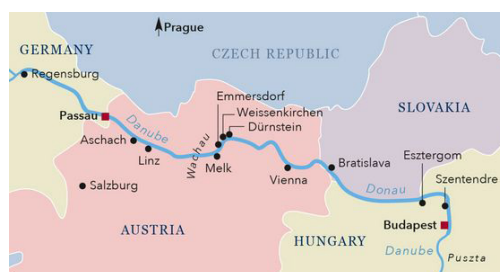 Prague
GERMANY
CZECH REPUBLIC
Regensburg
Emmersdorf
Weissenkirchen
Dürnstein
Passau
Danube
Aschach
Linz
Wachau
Melk
Vienna
Salzburg
AUSTRIA
SLOVAKIA
Bratislava
Esztergom
Szentendre
Donau
Budapest
HUNGARY
Danube
Puszta